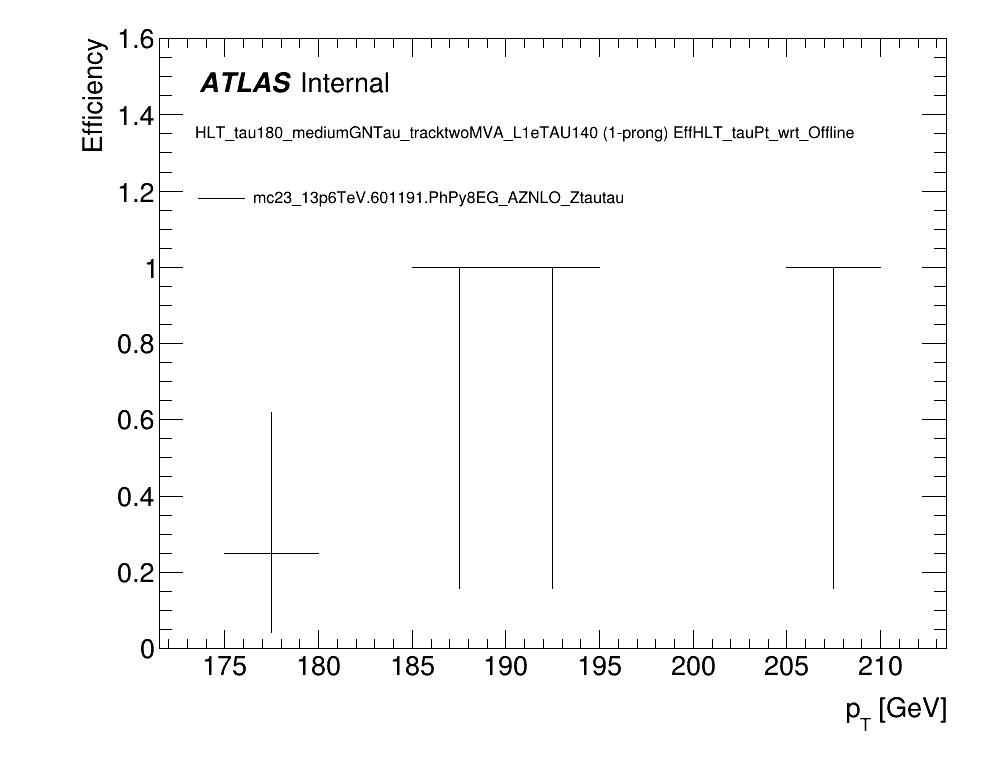 Efficiency
1.6
1.4
1.2
1
0.8
0.6
0.4
0.2
0
ATLAS Internal
HLT_tau180_mediumGNTau_tracktwoMVA_L1eTAU140 (1-prong) EffHLT_tauPt_wrt_Offline
mc23_13p6TeV.601191.PhPy8EG_AZNLO_Ztautau
175 180 185 190 195 200 205 210
p_T [GeV]